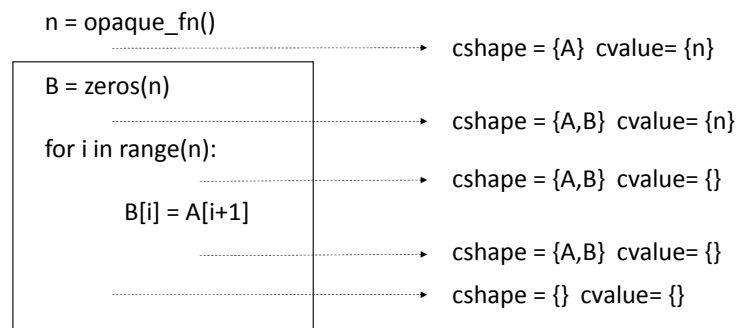 n = opaque_fn()
cshape = {A} cvalue= {n}
B = zeros(n)
cshape = {A,B} cvalue= {n}
for i in range(n):
cshape = {A,B} cvalue= {}
B[i] = A[i+1]
cshape = {A,B} cvalue= {}
cshape = {} cvalue= {}